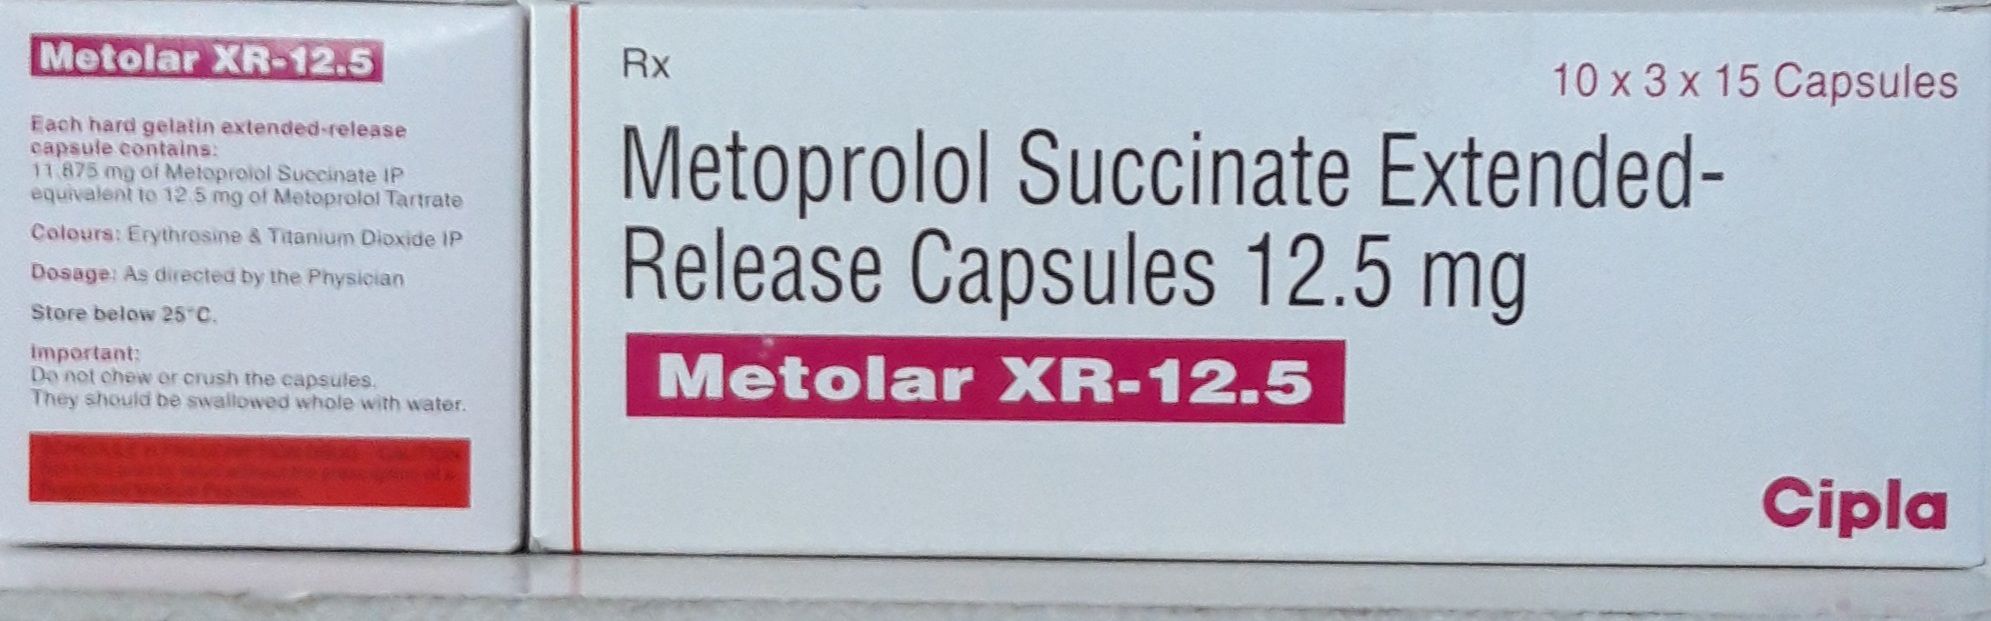 Metolar XR-12.5
Each hard gelatin extended-release
capsule contains:
11.875 mg of Metoprolol Succinate IP
equivalent to 12.5 mg of Metoprolol Tartrate
Colours: Erythrosine & Titanium Dioxide IP
Dosage: As directed by the Physician
Store below 25°C.
Important:
Do not chew or crush the capsules.
They should be swallowed whole with water.
Rx
10 x 3 x 15 Capsules
Metoprolol Succinate Extended-
Release Capsules 12.5 mg
Metolar XR-12.5
Cipla